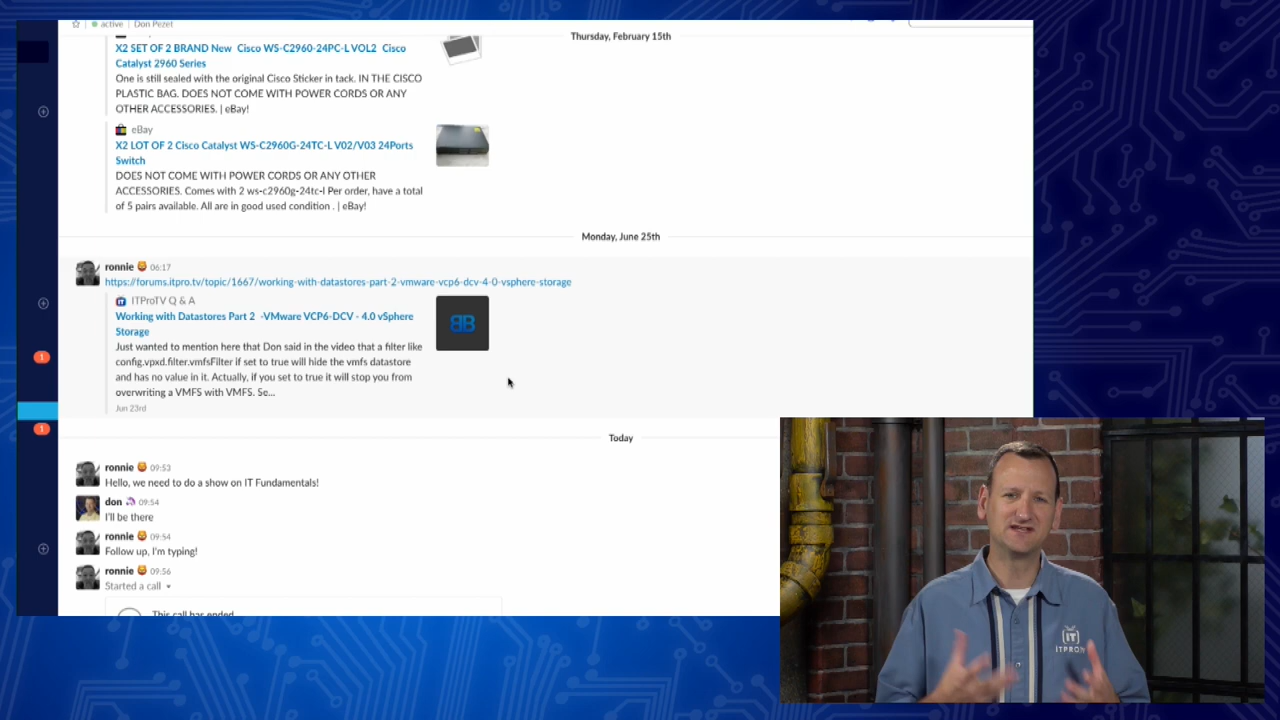 active | Don Pezet
Thursday, February 15th
X2 SET OF 2 BRAND New Cisco WS-C2960-24PC-L VOL2 Cisco
Catalyst 2960 Series
One is still sealed with the original Cisco Sticker in tack. IN THE CISCO
PLASTIC BAG. DOES NOT COME WITH POWER CORDS OR ANY
OTHER ACCESSORIES. | eBay!
eBay
X2 LOT OF 2 Cisco Catalyst WS-C2960G-24TC-L V02/V03 24Ports
Switch
DOES NOT COME WITH POWER CORDS OR ANY OTHER
ACCESSORIES. Comes with 2 ws-c2960g-24tc-l Per order, have a total
of 5 pairs available. All are in good used condition . | eBay!
Monday, June 25th
ronnie 06:17
https://forums.itpro.tv/topic/1667/working-with-datastores-part-2-vmware-vcp6-dcv-4-0-vsphere-storage
ITProTV Q & A
Working with Datastores Part 2 -VMware VCP6-DCV - 4.0 vSphere
Storage
Just wanted to mention here that Don said in the video that a filter like
config.vpxd.filter.vmfsFilter if set to true will hide the vmfs datastore
and has no value in it. Actually, if you set to true it will stop you from
overwriting a VMFS with VMFS. Se...
Jun 23rd
1
1
Today
ronnie 09:53
Hello, we need to do a show on IT Fundamentals!
don 09:54
I'll be there
ronnie 09:54
Follow up, I'm typing!
ronnie 09:56
Started a call
This call has ended
IT
ITPROTV